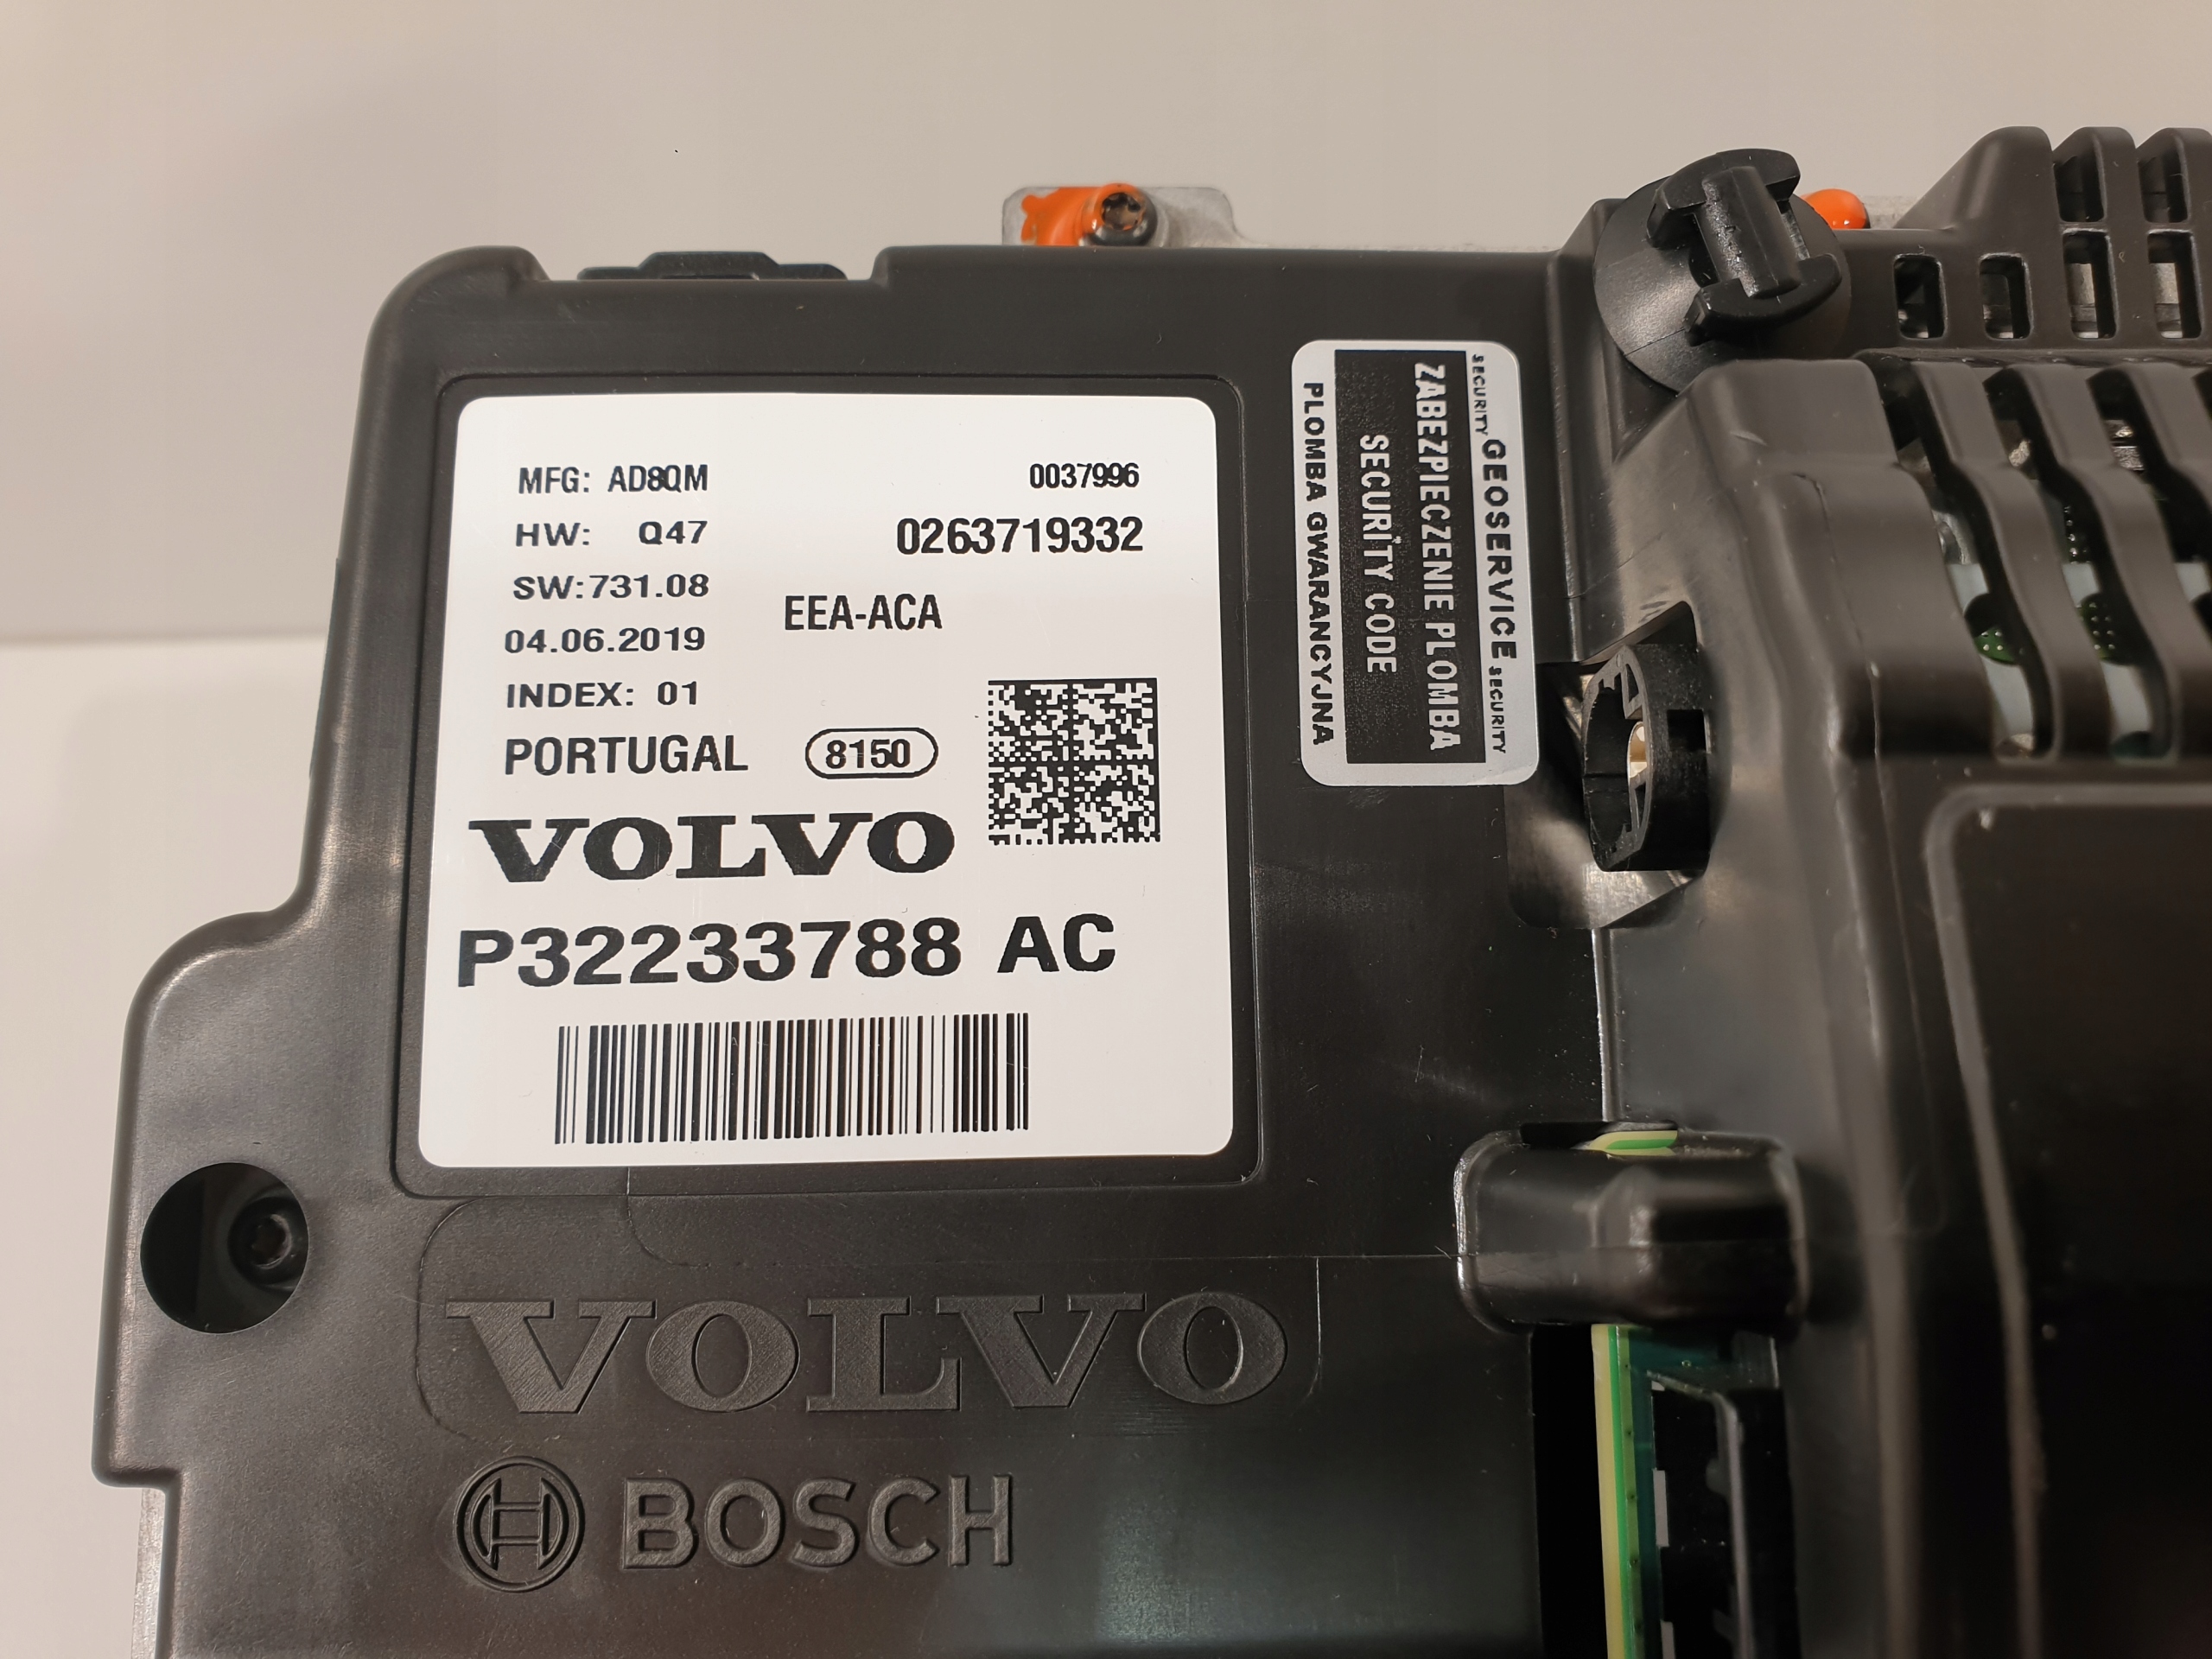 MFG: AD8QM
0037996
HW: Q47
0263719332
SW:731.08
EEA-ACA
04.06.2019
INDEX: 01
PORTUGAL
8150
VOLVO
P32233788 AC
SECURITY GEOSERVICE SECURITY
ZABEZPIECZENIE PLOMBA
SECURITY CODE
PLOMBA GWARANCYJNA
VOLVO
BOSCH